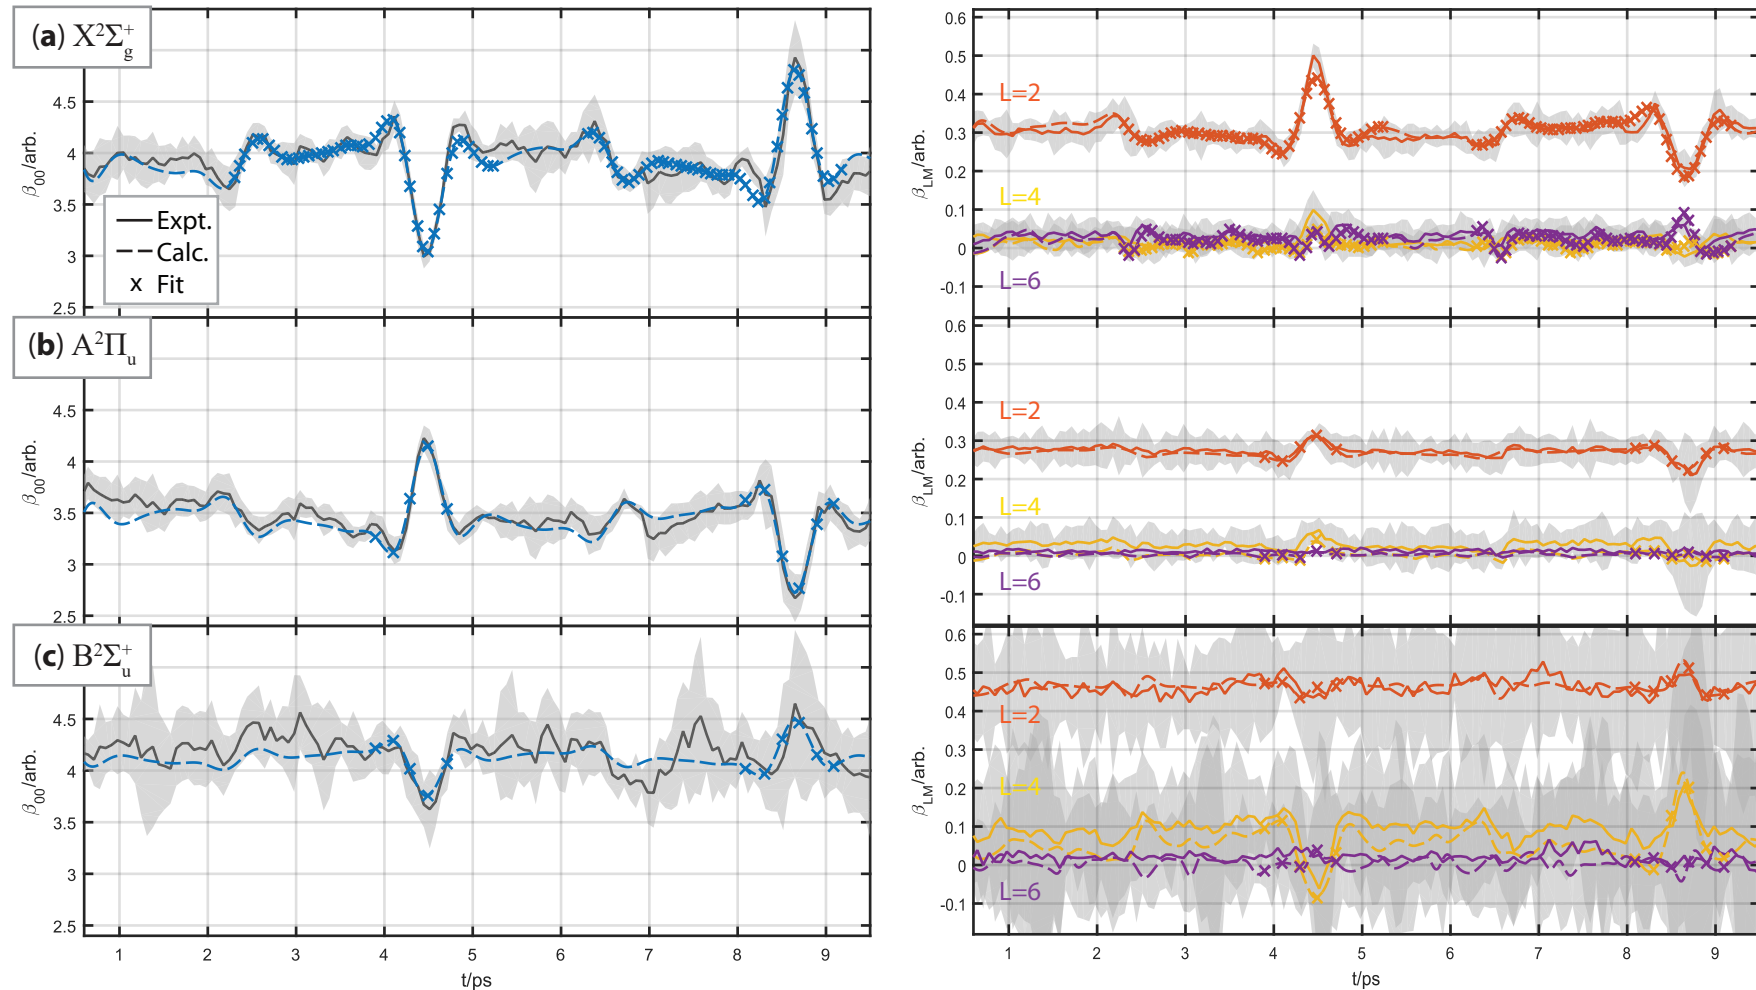 (a) X²Σ⁺g
β₀₀/arb.
4.5
4
3.5
3
2.5
Expt.
Calc.
x Fit
β_LM/arb.
0.6
0.5
0.4
0.3
0.2
0.1
0
-0.1
L=2
L=4
L=6
(b) A²Πu
β₀₀/arb.
4.5
4
3.5
3
2.5
β_LM/arb.
0.6
0.5
0.4
0.3
0.2
0.1
0
-0.1
L=2
L=4
L=6
(c) B²Σ⁺u
β₀₀/arb.
4.5
4
3.5
3
2.5
1 2 3 4 5 6 7 8 9
t/ps
β_LM/arb.
0.6
0.5
0.4
0.3
0.2
0.1
0
-0.1
L=2
L=4
L=6
1 2 3 4 5 6 7 8 9
t/ps